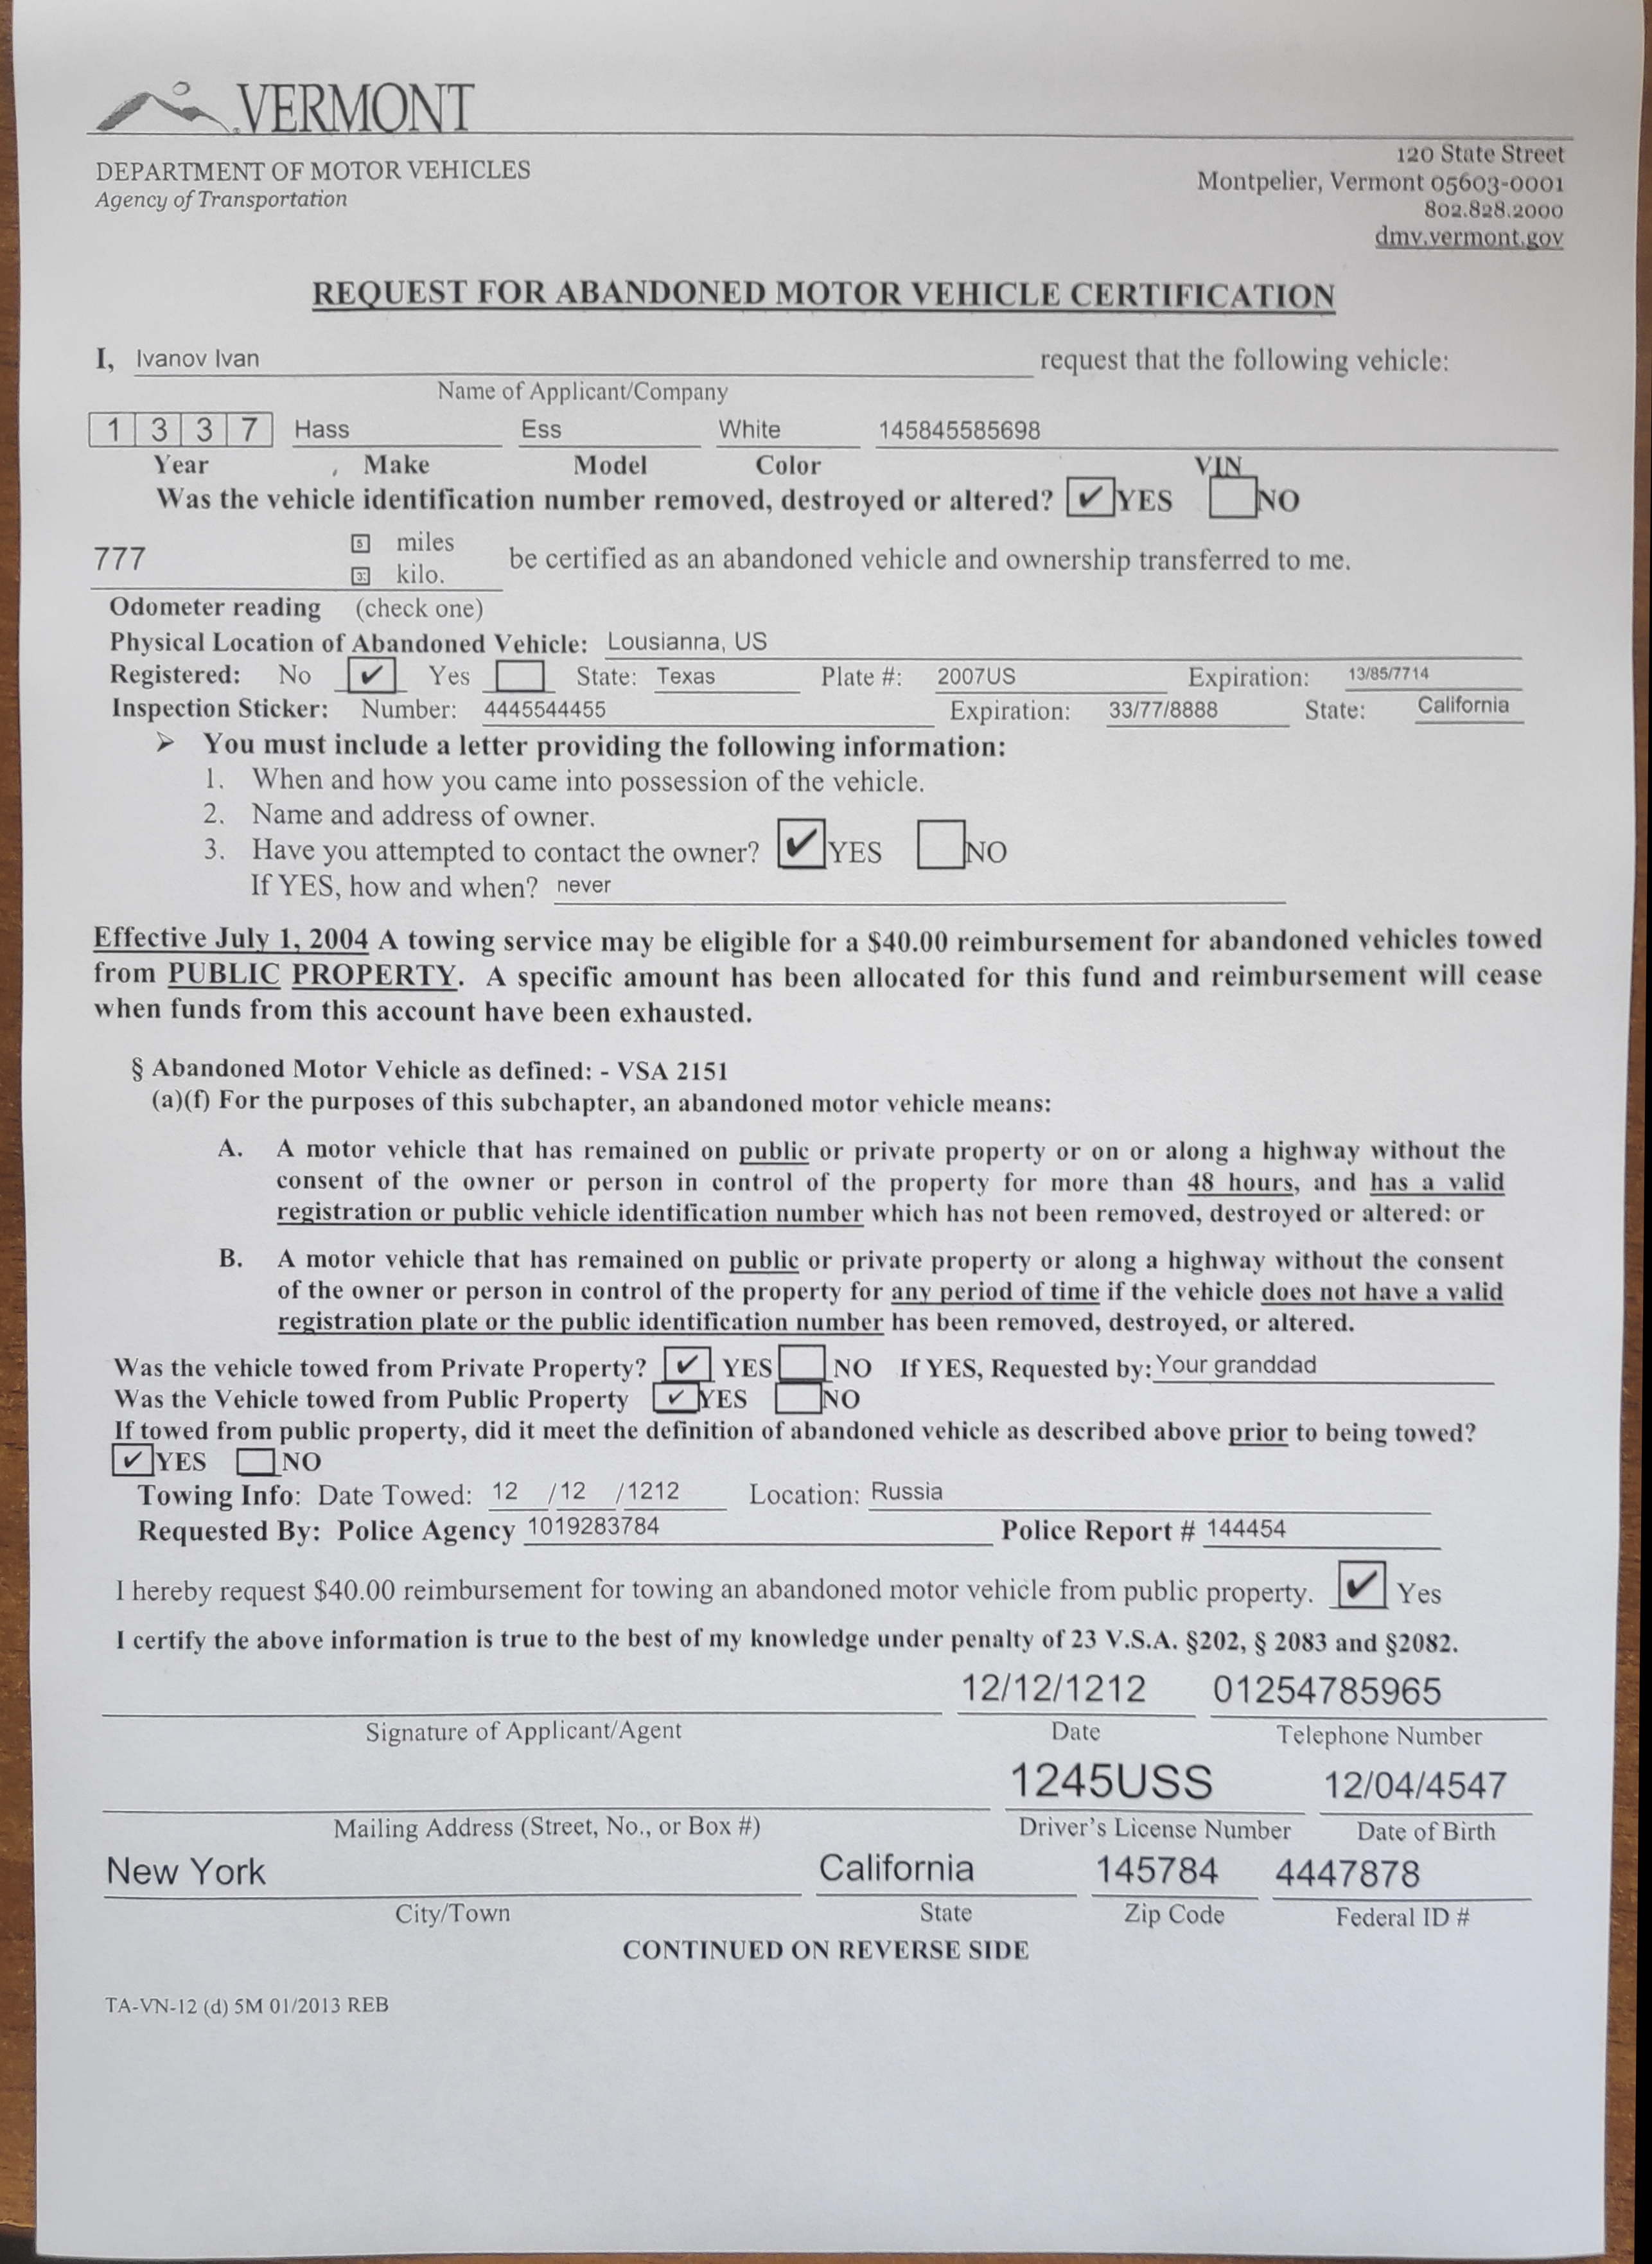 VERMONT
DEPARTMENT OF MOTOR VEHICLES
Agency of Transportation
120 State Street
Montpelier, Vermont 05603-0001
802.828.2000
dmv.vermont.gov
REQUEST FOR ABANDONED MOTOR VEHICLE CERTIFICATION
I, Ivanov Ivan request that the following vehicle:
Name of Applicant/Company
1 3 3 7 Hass Ess White 145845585698
Year Make Model Color VIN
Was the vehicle identification number removed, destroyed or altered? ✔ YES NO
777 5 miles be certified as an abandoned vehicle and ownership transferred to me.
kilo.
Odometer reading (check one)
Physical Location of Abandoned Vehicle: Lousianna, US
Registered: No ✔ Yes State: Texas Plate #: 2007US Expiration: 13/85/7714
Inspection Sticker: Number: 4445544455 Expiration: 33/77/8888 State: California
➢ You must include a letter providing the following information:
1. When and how you came into possession of the vehicle.
2. Name and address of owner.
3. Have you attempted to contact the owner? ✔ YES NO
If YES, how and when? never
Effective July 1, 2004 A towing service may be eligible for a $40.00 reimbursement for abandoned vehicles towed
from PUBLIC PROPERTY. A specific amount has been allocated for this fund and reimbursement will cease
when funds from this account have been exhausted.
§ Abandoned Motor Vehicle as defined: - VSA 2151
(a)(f) For the purposes of this subchapter, an abandoned motor vehicle means:
A. A motor vehicle that has remained on public or private property or on or along a highway without the
consent of the owner or person in control of the property for more than 48 hours, and has a valid
registration or public vehicle identification number which has not been removed, destroyed or altered: or
B. A motor vehicle that has remained on public or private property or along a highway without the consent
of the owner or person in control of the property for any period of time if the vehicle does not have a valid
registration plate or the public identification number has been removed, destroyed, or altered.
Was the vehicle towed from Private Property? ✔ YES NO If YES, Requested by: Your granddad
Was the Vehicle towed from Public Property ✔ YES NO
If towed from public property, did it meet the definition of abandoned vehicle as described above prior to being towed?
✔ YES NO
Towing Info: Date Towed: 12 /12 /1212 Location: Russia
Requested By: Police Agency 1019283784 Police Report # 144454
I hereby request $40.00 reimbursement for towing an abandoned motor vehicle from public property. ✔ Yes
I certify the above information is true to the best of my knowledge under penalty of 23 V.S.A. §202, § 2083 and §2082.
12/12/1212 01254785965
Signature of Applicant/Agent Date Telephone Number
1245USS 12/04/4547
Mailing Address (Street, No., or Box #) Driver's License Number Date of Birth
New York California 145784 4447878
City/Town State Zip Code Federal ID #
CONTINUED ON REVERSE SIDE
TA-VN-12 (d) 5M 01/2013 REB